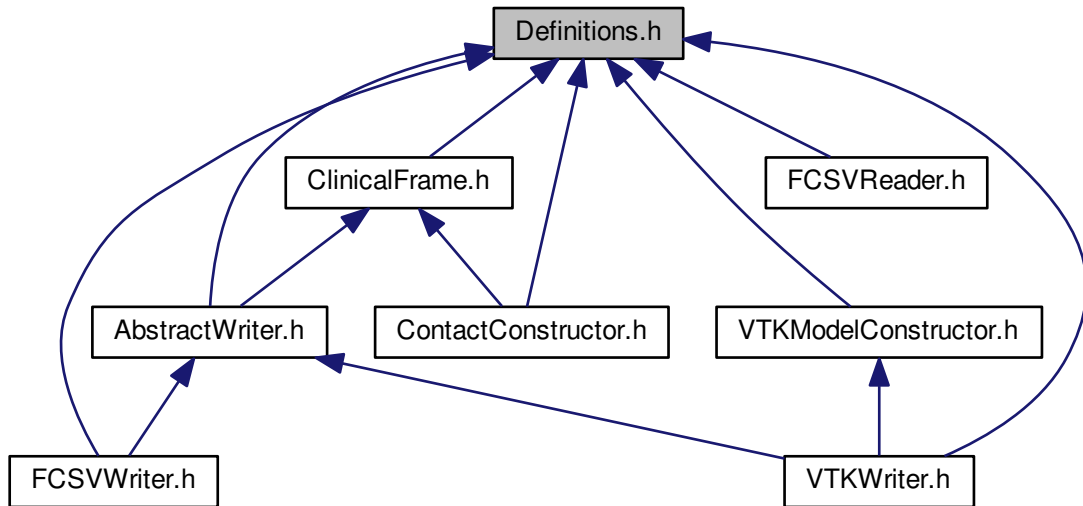 Definitions.h
ClinicalFrame.h
FCSVReader.h
AbstractWriter.h
ContactConstructor.h
VTKModelConstructor.h
FCSVWriter.h
VTKWriter.h